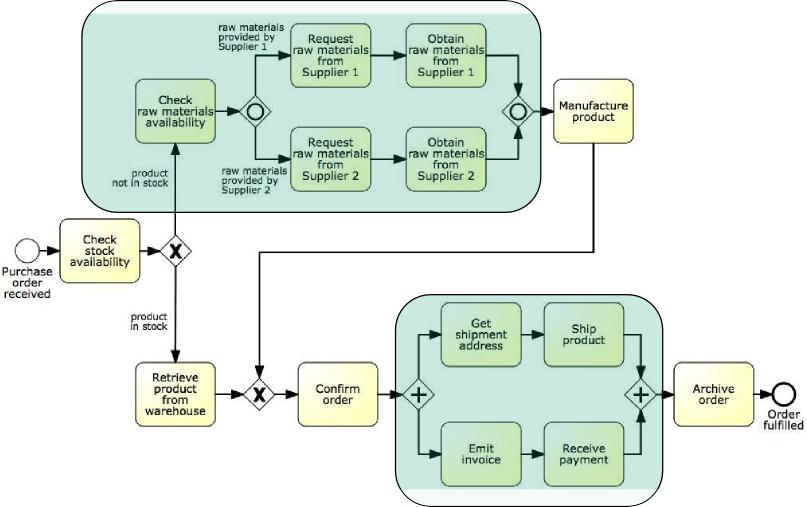 raw materials
provided by
Supplier 1
Request
raw materials
from
Supplier 1
Obtain
raw materials
from
Supplier 1
Check
raw materials
availability
Manufacture
product
Request
raw materials
from
Supplier 2
Obtain
raw materials
from
Supplier 2
raw materials
provided by
Supplier 2
product
not in stock
Check
stock
availability
X
Purchase
order
received
product
in stock
Retrieve
product
from
warehouse
X
Confirm
order
Get
shipment
address
Ship
product
+
+
Emit
invoice
Receive
payment
Archive
order
Order
fulfilled